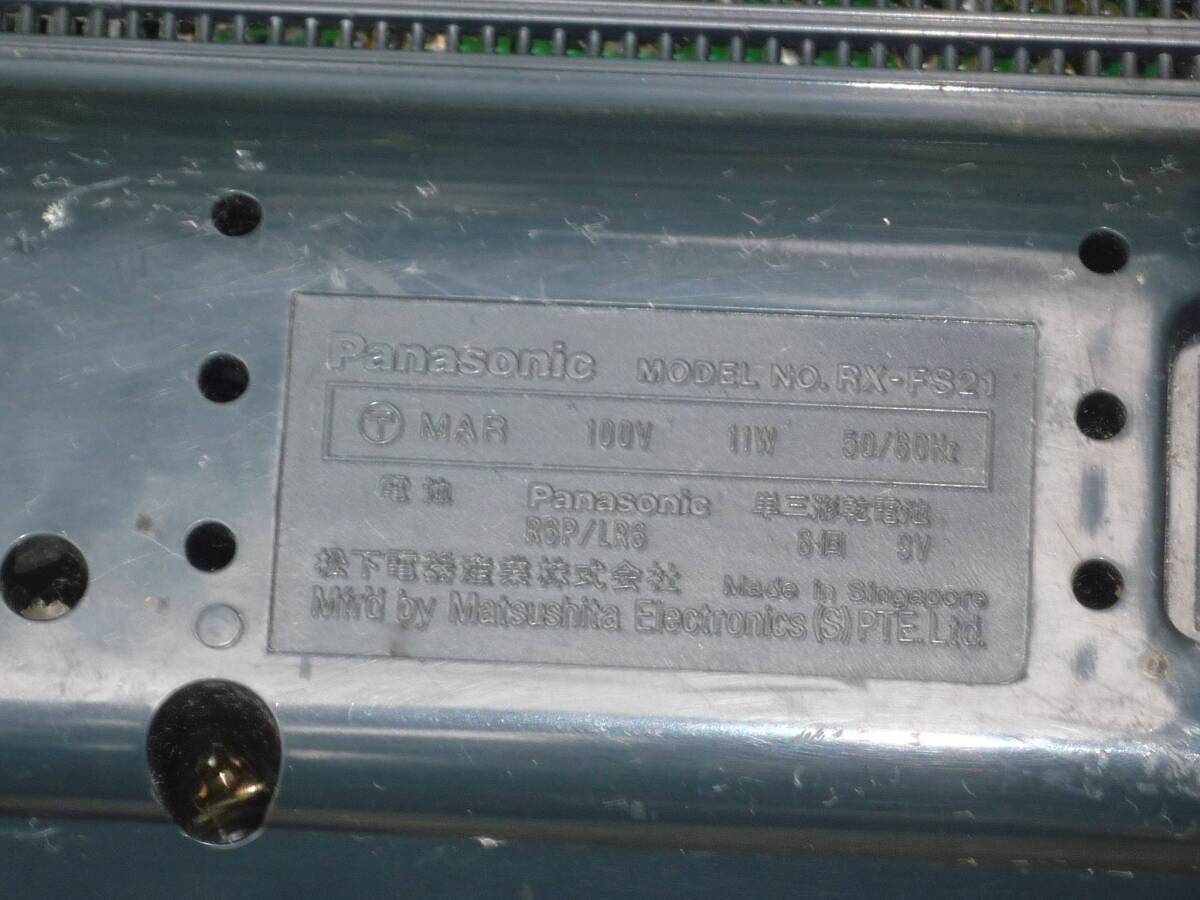 Panasonic MODEL NO. RX-FS21
Ⓣ MAR 100V 11W 50/60Hz
電池 Panasonic 単三形乾電池
R6P/LR6 6個 9V
松下電器産業株式会社 Made in Singapore
Mfr'd by Matsushita Electronics (S) PTE. Ltd.